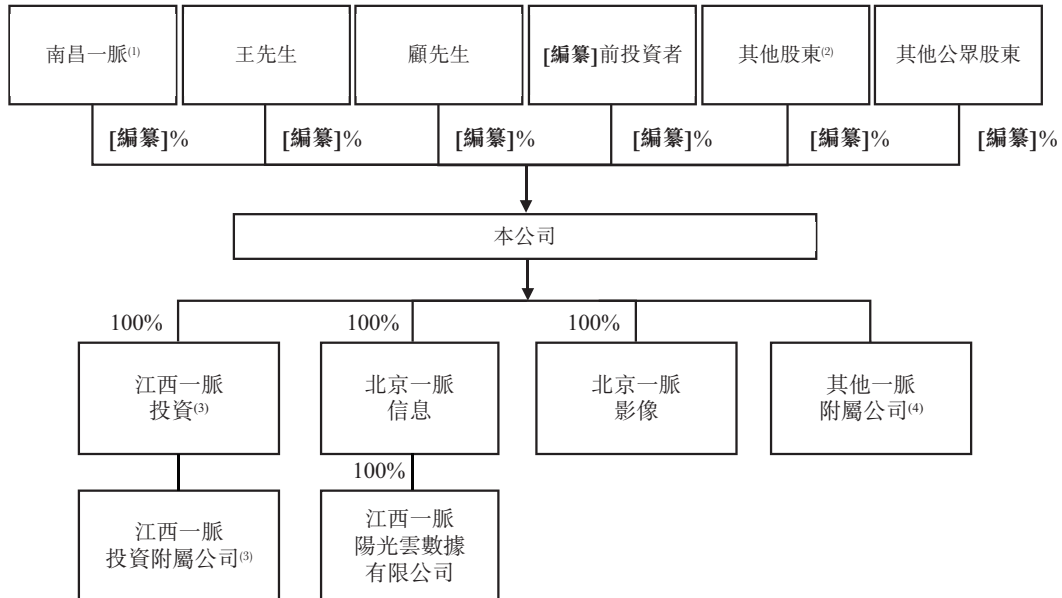 南昌一脈(1)
王先生
顧先生
[編纂]前投資者
其他股東(2)
其他公眾股東
[編纂]%
[編纂]%
[編纂]%
[編纂]%
[編纂]%
[編纂]%
本公司
100%
100%
100%
江西一脈
投資(3)
北京一脈
信息
北京一脈
影像
其他一脈
附屬公司(4)
100%
江西一脈
投資附屬公司(3)
江西一脈
陽光雲數據
有限公司